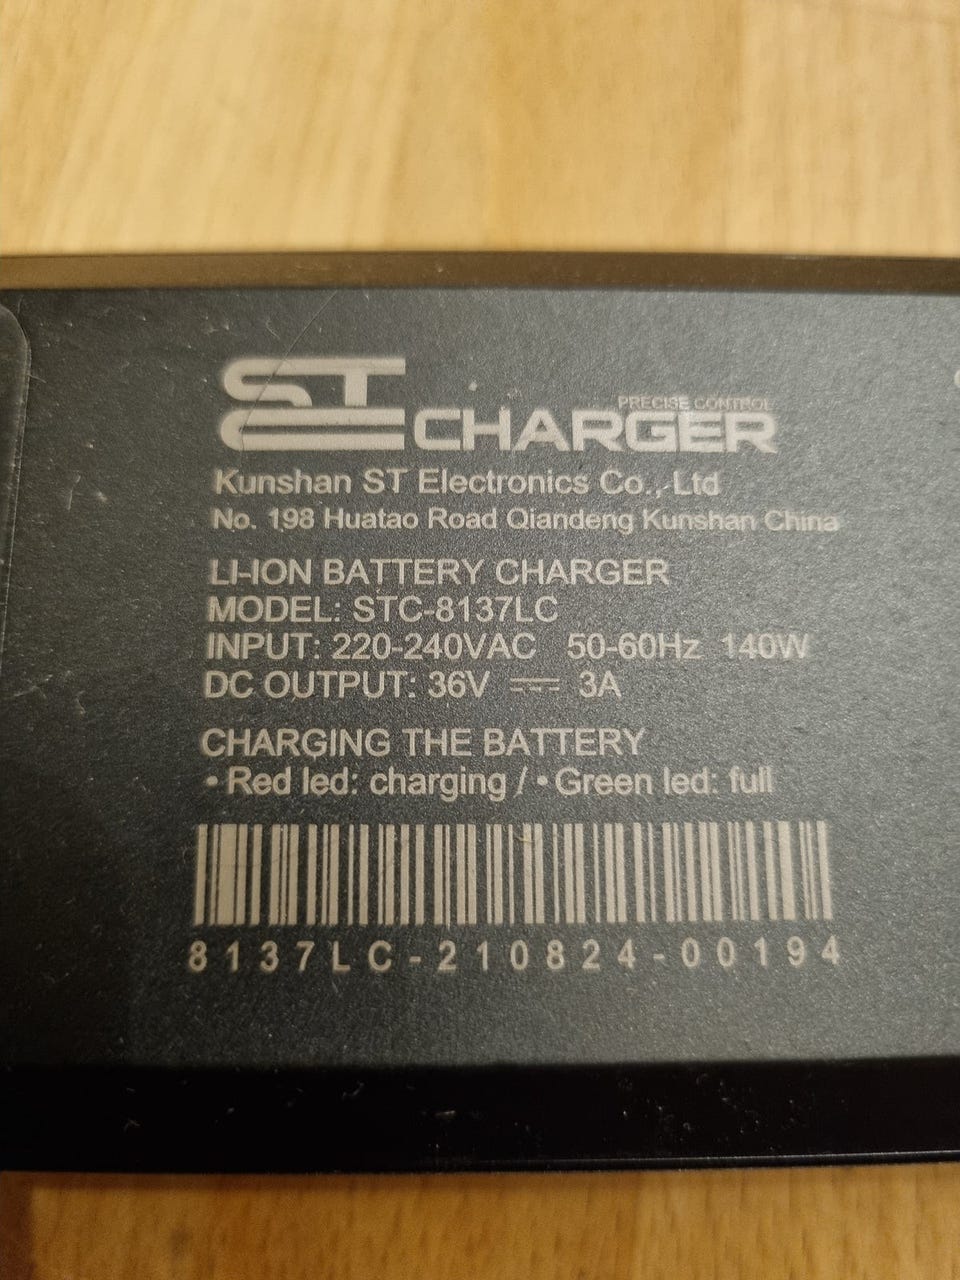 ST
PRECISE CONTROL
CHARGER
Kunshan ST Electronics Co., Ltd
No. 198 Huatao Road Qiandeng Kunshan China
LI-ION BATTERY CHARGER
MODEL: STC-8137LC
INPUT: 220-240VAC 50-60Hz 140W
DC OUTPUT: 36V ⎓ 3A
CHARGING THE BATTERY
• Red led: charging / • Green led: full
8137LC-210824-00194